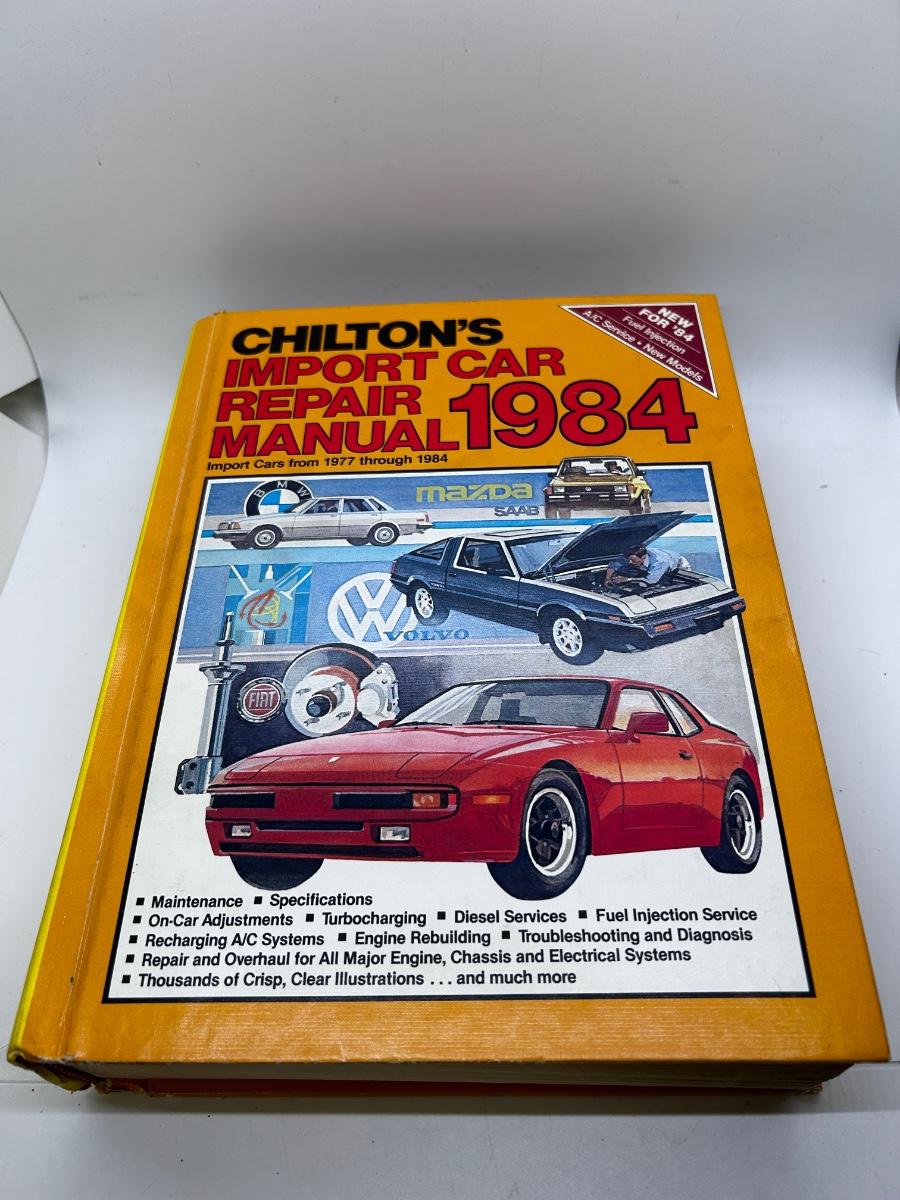 CHILTON'S
IMPORT CAR
REPAIR
MANUAL 1984
Import Cars from 1977 through 1984
NEW
FOR '84
Fuel Injection
A/C Service • New Models
BMW
mazda
SAAB
VOLVO
FIAT
■ Maintenance ■ Specifications
■ On-Car Adjustments ■ Turbocharging ■ Diesel Services ■ Fuel Injection Service
■ Recharging A/C Systems ■ Engine Rebuilding ■ Troubleshooting and Diagnosis
■ Repair and Overhaul for All Major Engine, Chassis and Electrical Systems
■ Thousands of Crisp, Clear Illustrations . . . and much more